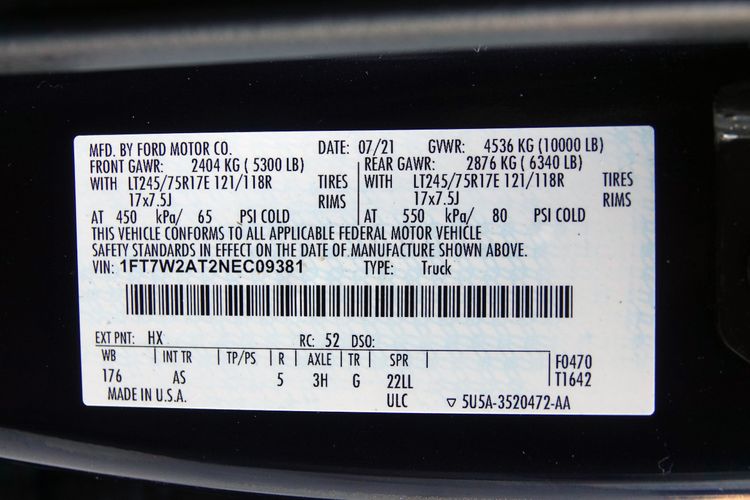 MFD. BY FORD MOTOR CO. DATE: 07/21 GVWR: 4536 KG (10000 LB)
FRONT GAWR: 2404 KG ( 5300 LB) REAR GAWR: 2876 KG ( 6340 LB)
WITH LT245/75R17E 121/118R TIRES WITH LT245/75R17E 121/118R TIRES
17x7.5J RIMS 17x7.5J RIMS
AT 450 kPa/ 65 PSI COLD AT 550 kPa/ 80 PSI COLD
THIS VEHICLE CONFORMS TO ALL APPLICABLE FEDERAL MOTOR VEHICLE
SAFETY STANDARDS IN EFFECT ON THE DATE OF MANUFACTURE SHOWN ABOVE.
VIN: 1FT7W2AT2NEC09381 TYPE: Truck
EXT PNT: HX RC: 52 DSO:
WB INT TR TP/PS R AXLE TR SPR F0470
176 AS 5 3H G 22LL T1642
MADE IN U.S.A. ULC ▽ 5U5A-3520472-AA